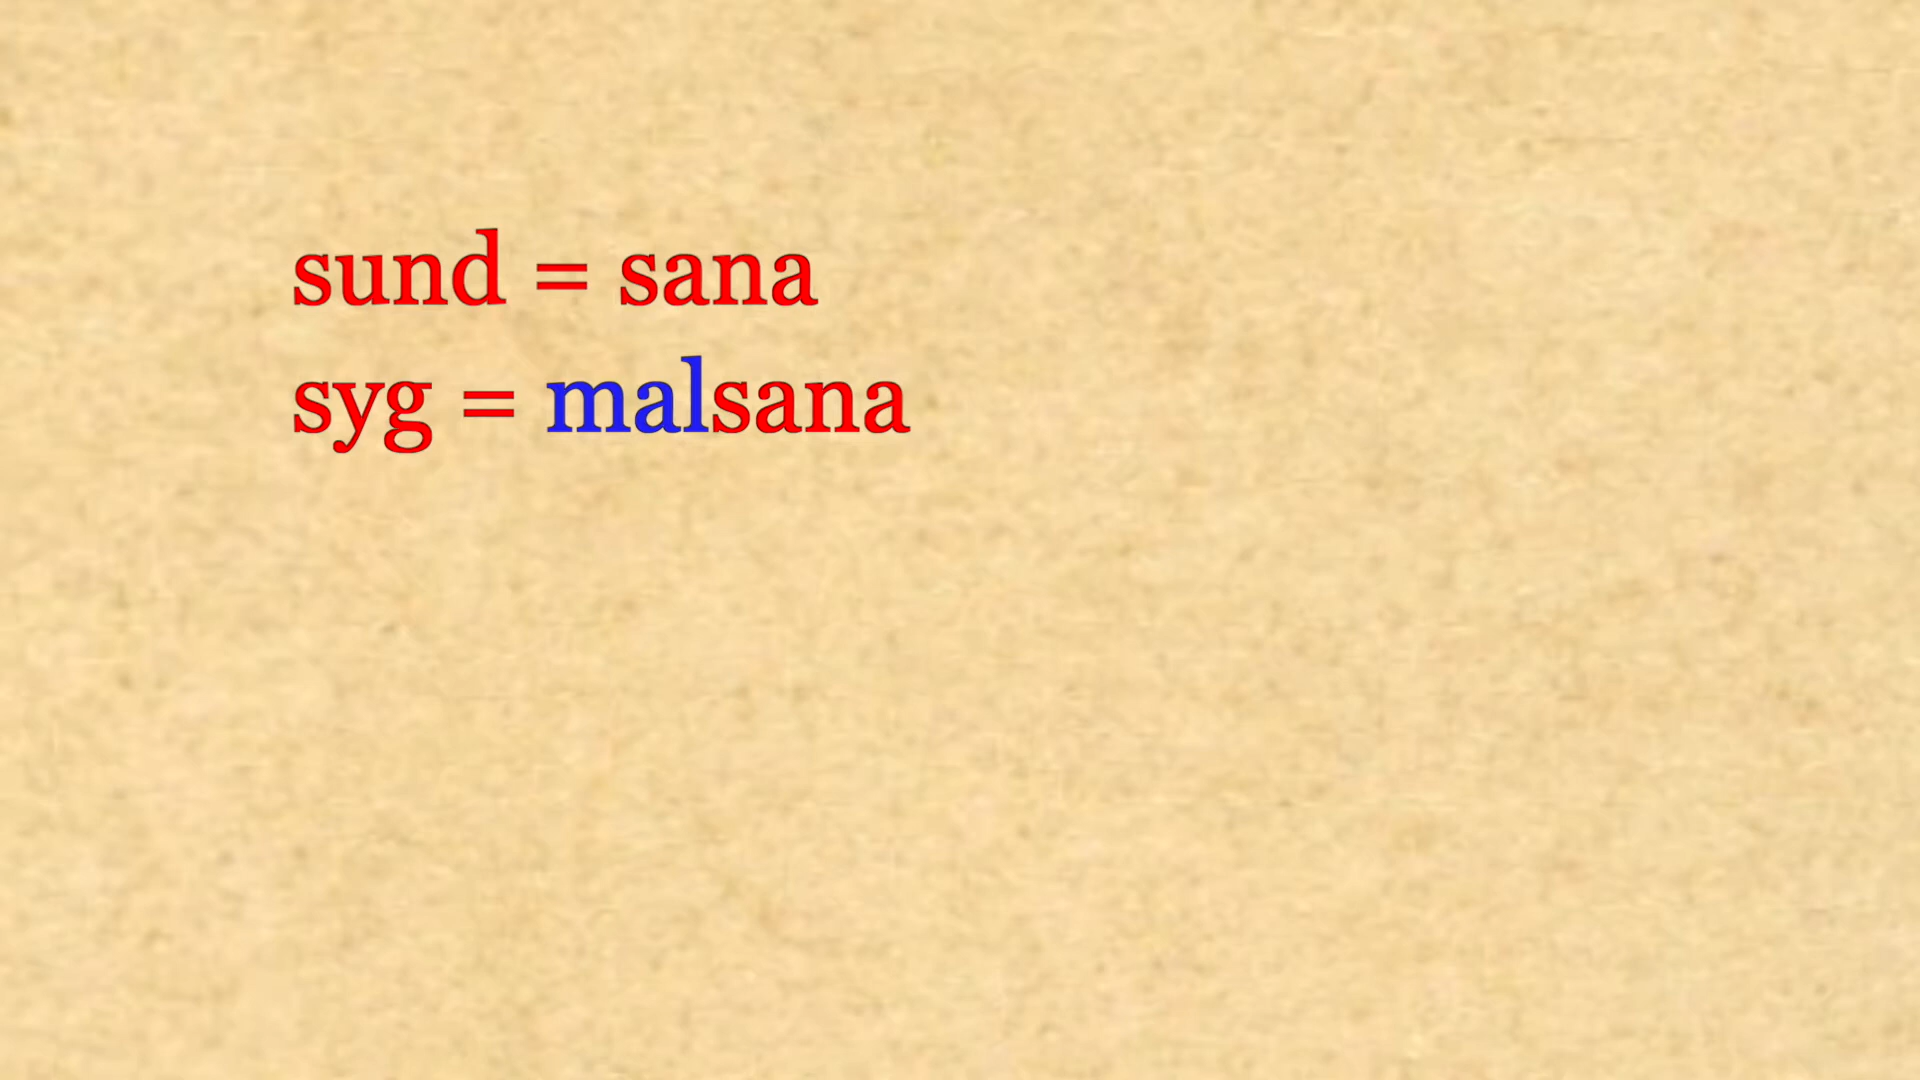 sund = sana
syg = malsana